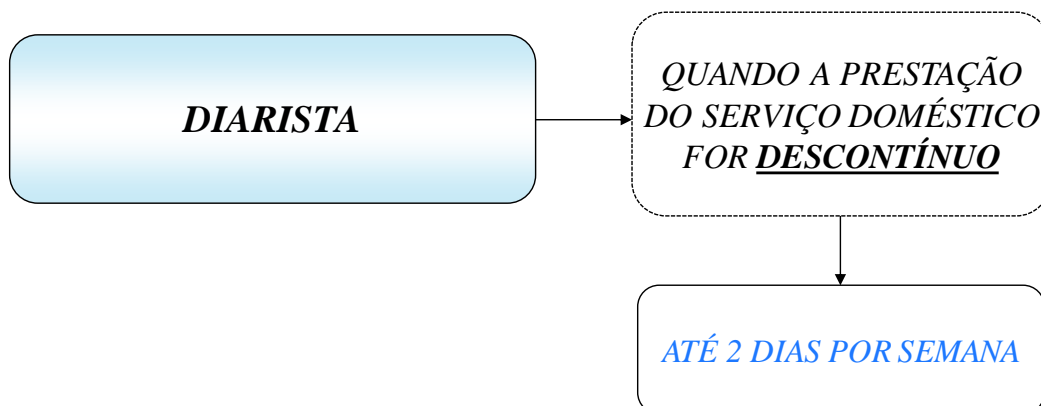 DIARISTA
QUANDO A PRESTAÇÃO
DO SERVIÇO DOMÉSTICO
FOR DESCONTÍNUO
ATÉ 2 DIAS POR SEMANA